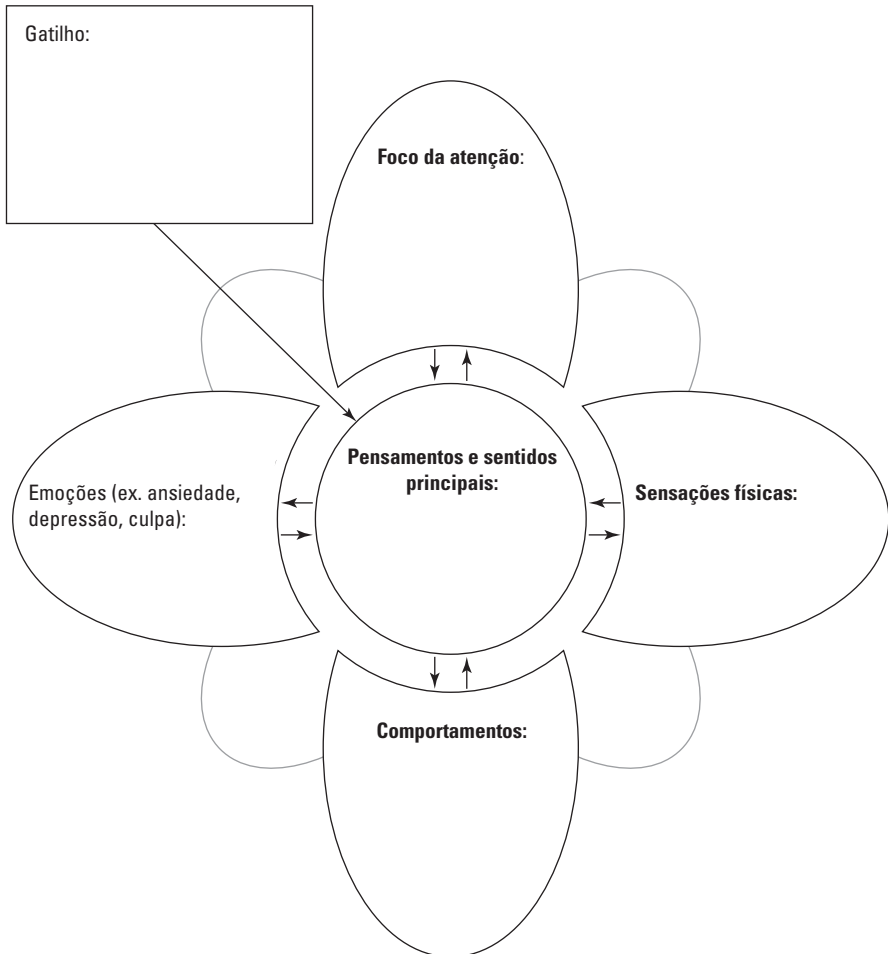 Gatilho:
Foco da atenção:
Pensamentos e sentidos
principais:
Emoções (ex. ansiedade,
depressão, culpa):
Sensações físicas:
Comportamentos: